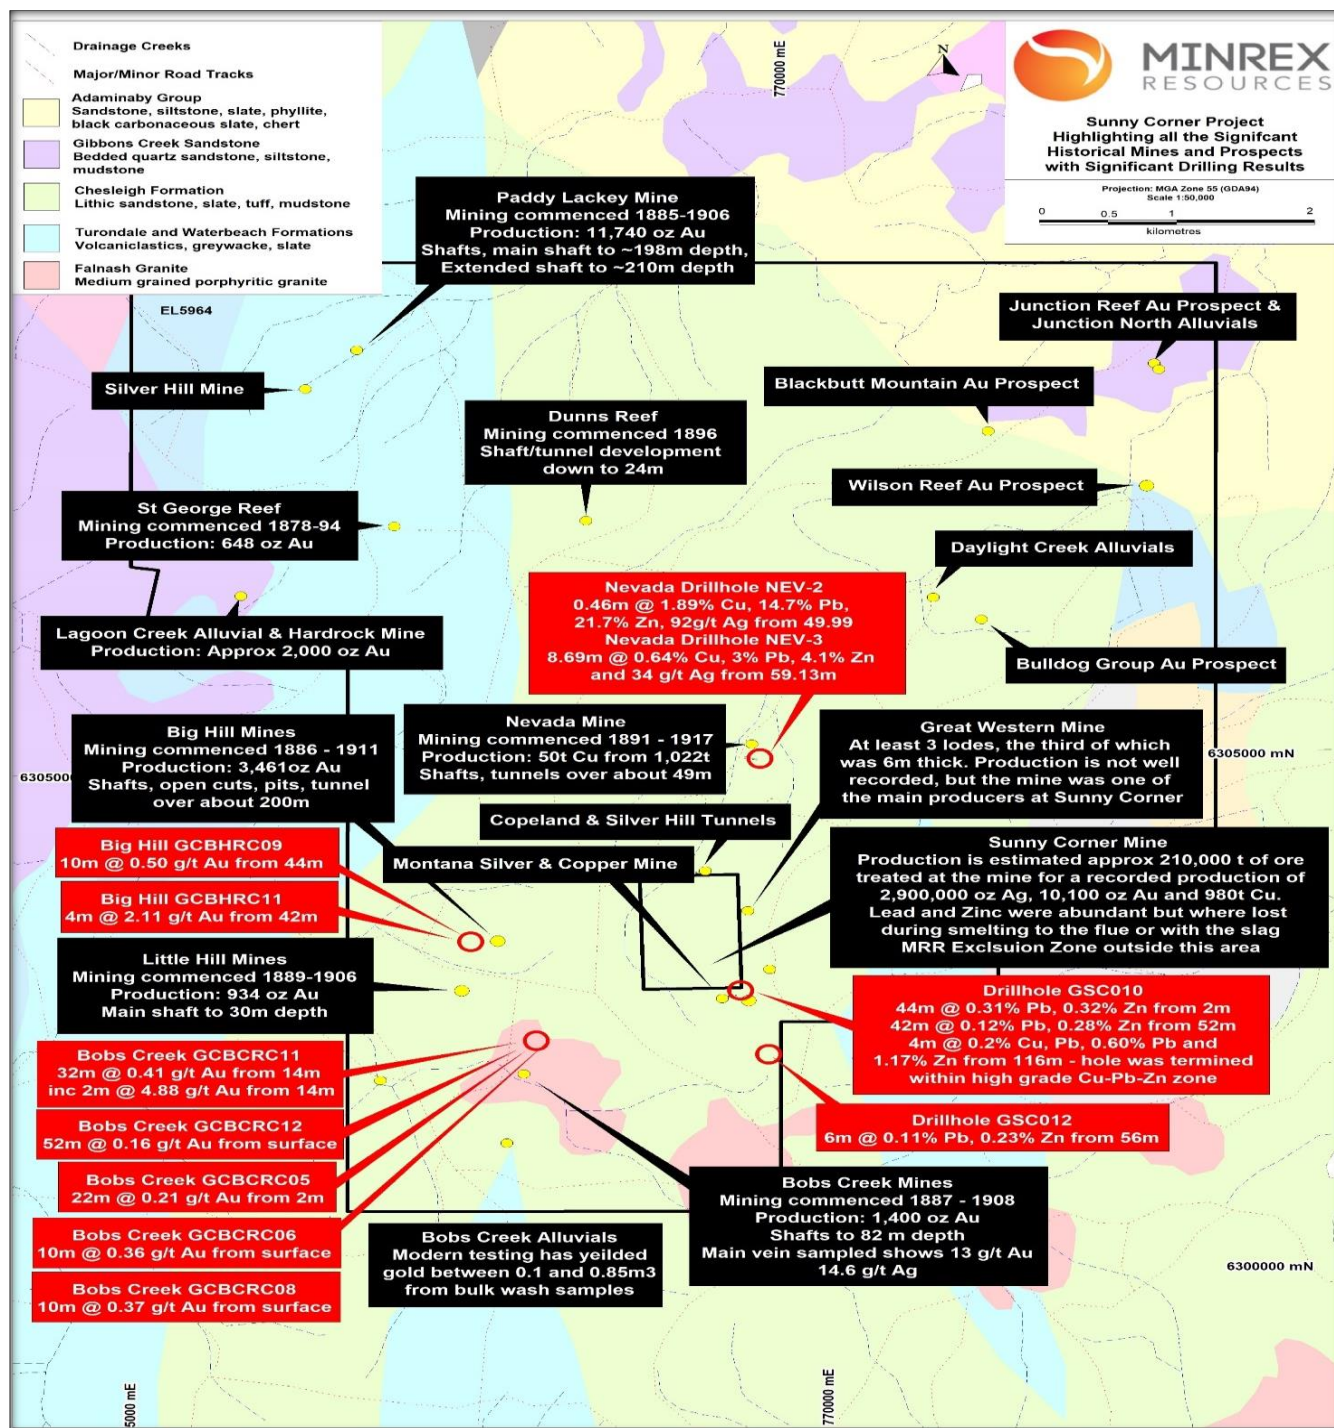 Drainage Creeks
Major/Minor Road Tracks
Adaminaby Group
Sandstone, siltstone, slate, phyllite,
black carbonaceous slate, chert
Gibbons Creek Sandstone
Bedded quartz sandstone, siltstone,
mudstone
Chesleigh Formation
Lithic sandstone, slate, tuff, mudstone
Turondale and Waterbeach Formations
Volcaniclastics, greywacke, slate
Falnash Granite
Medium grained porphyritic granite
770000 mE
N
MINREX
RESOURCES
Sunny Corner Project
Highlighting all the Signifcant
Historical Mines and Prospects
with Significant Drilling Results
Projection: MGA Zone 55 (GDA94)
Scale 1:50,000
0 0.5 1 2
kilometres
Paddy Lackey Mine
Mining commenced 1885-1906
Production: 11,740 oz Au
Shafts, main shaft to ~198m depth,
Extended shaft to ~210m depth
EL5964
Junction Reef Au Prospect &
Junction North Alluvials
Silver Hill Mine
Blackbutt Mountain Au Prospect
Dunns Reef
Mining commenced 1896
Shaft/tunnel development
down to 24m
Wilson Reef Au Prospect
St George Reef
Mining commenced 1878-94
Production: 648 oz Au
Daylight Creek Alluvials
Nevada Drillhole NEV-2
0.46m @ 1.89% Cu, 14.7% Pb,
21.7% Zn, 92g/t Ag from 49.99
Nevada Drillhole NEV-3
8.69m @ 0.64% Cu, 3% Pb, 4.1% Zn
and 34 g/t Ag from 59.13m
Lagoon Creek Alluvial & Hardrock Mine
Production: Approx 2,000 oz Au
Bulldog Group Au Prospect
Big Hill Mines
Mining commenced 1886 - 1911
Production: 3,461oz Au
Shafts, open cuts, pits, tunnel
over about 200m
Nevada Mine
Mining commenced 1891 - 1917
Production: 50t Cu from 1,022t
Shafts, tunnels over about 49m
Great Western Mine
At least 3 lodes, the third of which
was 6m thick. Production is not well
recorded, but the mine was one of
the main producers at Sunny Corner
6305000
6305000 mN
Copeland & Silver Hill Tunnels
Montana Silver & Copper Mine
Sunny Corner Mine
Production is estimated approx 210,000 t of ore
treated at the mine for a recorded production of
2,900,000 oz Ag, 10,100 oz Au and 980t Cu.
Lead and Zinc were abundant but where lost
during smelting to the flue or with the slag
MRR Exclsuion Zone outside this area
Big Hill GCBHRC09
10m @ 0.50 g/t Au from 44m
Big Hill GCBHRC11
4m @ 2.11 g/t Au from 42m
Little Hill Mines
Mining commenced 1889-1906
Production: 934 oz Au
Main shaft to 30m depth
Drillhole GSC010
44m @ 0.31% Pb, 0.32% Zn from 2m
42m @ 0.12% Pb, 0.28% Zn from 52m
4m @ 0.2% Cu, Pb, 0.60% Pb and
1.17% Zn from 116m - hole was termined
within high grade Cu-Pb-Zn zone
Bobs Creek GCBCRC11
32m @ 0.41 g/t Au from 14m
inc 2m @ 4.88 g/t Au from 14m
Drillhole GSC012
6m @ 0.11% Pb, 0.23% Zn from 56m
Bobs Creek GCBCRC12
52m @ 0.16 g/t Au from surface
Bobs Creek GCBCRC05
22m @ 0.21 g/t Au from 2m
Bobs Creek Mines
Mining commenced 1887 - 1908
Production: 1,400 oz Au
Shafts to 82 m depth
Main vein sampled shows 13 g/t Au
14.6 g/t Ag
Bobs Creek GCBCRC06
10m @ 0.36 g/t Au from surface
Bobs Creek Alluvials
Modern testing has yeilded
gold between 0.1 and 0.85m3
from bulk wash samples
Bobs Creek GCBCRC08
10m @ 0.37 g/t Au from surface
6300000 mN
5000 mE
770000 mE